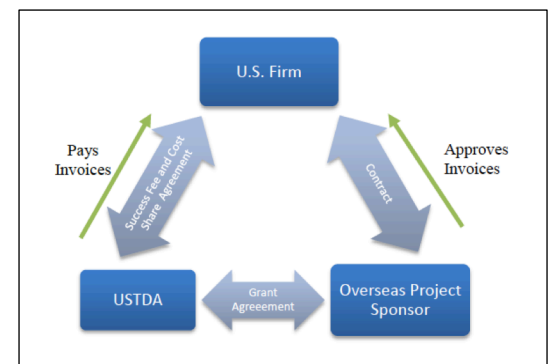 U.S. Firm
Pays
Invoices
Success Fee and Cost
Share Agreement
Contract
Approves
Invoices
USTDA
Grant
Agreeement
Overseas Project
Sponsor